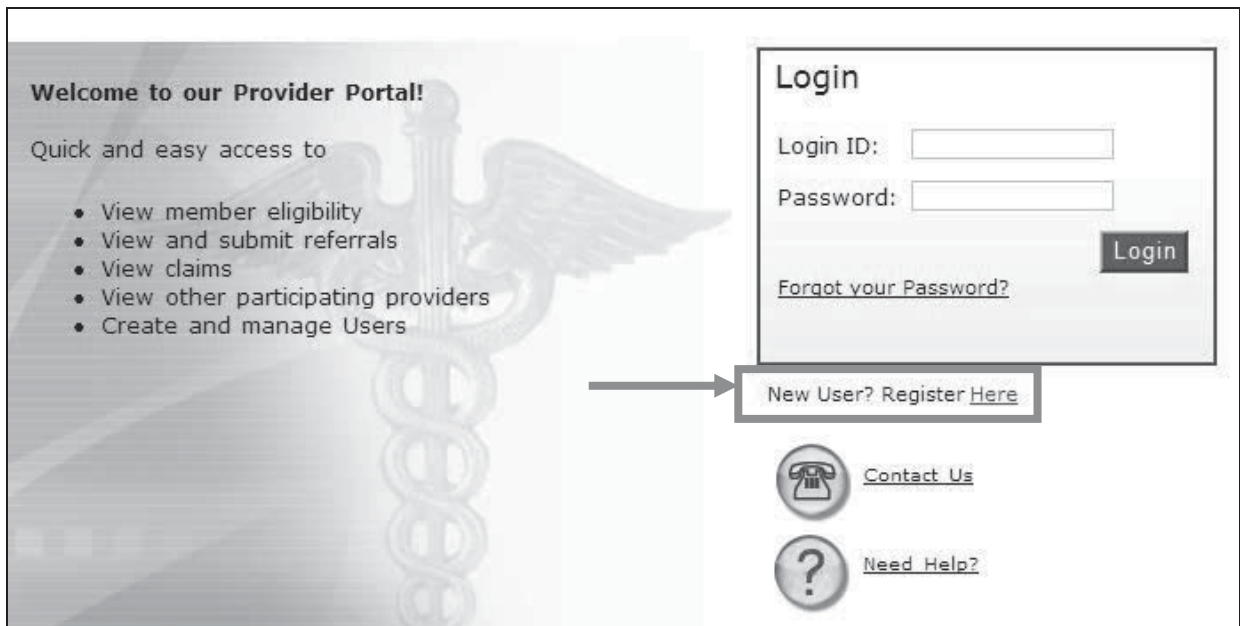 Welcome to our Provider Portal!
Quick and easy access to
• View member eligibility
• View and submit referrals
• View claims
• View other participating providers
• Create and manage Users
Login
Login ID:
Password:
Login
Forgot your Password?
New User? Register Here
Contact Us
?
Need Help?